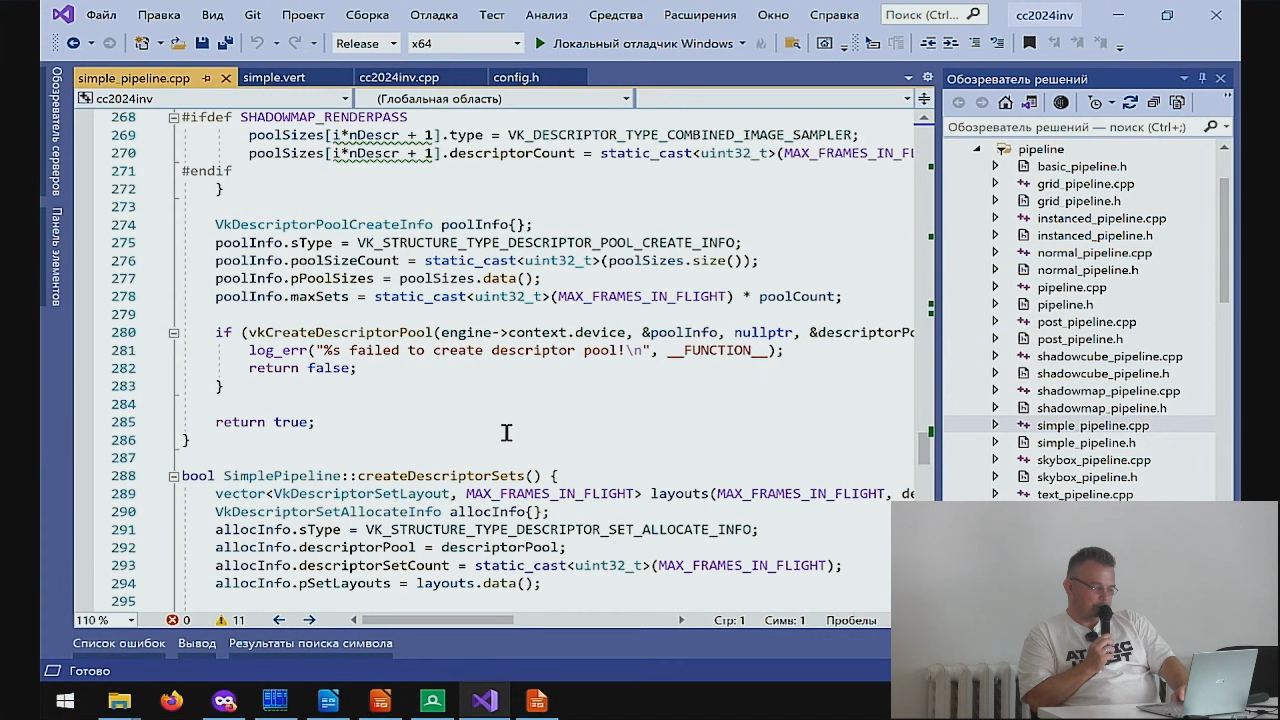 Файл Правка Вид Git Проект Сборка Отладка Тест Анализ Средства Расширения Окно Справка Поиск (Ctrl... cc2024inv
Release x64 Локальный отладчик Windows
simple_pipeline.cpp simple.vert cc2024inv.cpp config.h
cc2024inv (Глобальная область)
268 #ifdef SHADOWMAP_RENDERPASS
269 poolSizes[i*nDescr + 1].type = VK_DESCRIPTOR_TYPE_COMBINED_IMAGE_SAMPLER;
270 poolSizes[i*nDescr + 1].descriptorCount = static_cast<uint32_t>(MAX_FRAMES_IN_FL
271 #endif
272 }
273
274 VkDescriptorPoolCreateInfo poolInfo{};
275 poolInfo.sType = VK_STRUCTURE_TYPE_DESCRIPTOR_POOL_CREATE_INFO;
276 poolInfo.poolSizeCount = static_cast<uint32_t>(poolSizes.size());
277 poolInfo.pPoolSizes = poolSizes.data();
278 poolInfo.maxSets = static_cast<uint32_t>(MAX_FRAMES_IN_FLIGHT) * poolCount;
279
280 if (vkCreateDescriptorPool(engine->context.device, &poolInfo, nullptr, &descriptorPo
281 log_err("%s failed to create descriptor pool!\n", __FUNCTION__);
282 return false;
283 }
284
285 return true;
286 }
287
288 bool SimplePipeline::createDescriptorSets() {
289 vector<VkDescriptorSetLayout, MAX_FRAMES_IN_FLIGHT> layouts(MAX_FRAMES_IN_FLIGHT, de
290 VkDescriptorSetAllocateInfo allocInfo{};
291 allocInfo.sType = VK_STRUCTURE_TYPE_DESCRIPTOR_SET_ALLOCATE_INFO;
292 allocInfo.descriptorPool = descriptorPool;
293 allocInfo.descriptorSetCount = static_cast<uint32_t>(MAX_FRAMES_IN_FLIGHT);
294 allocInfo.pSetLayouts = layouts.data();
295
110 % 0 11 Стр: 1 Симв: 1 Пробелы
Список ошибок Вывод Результаты поиска символа
Готово
Обозреватель серверов
Панель элементов
Обозреватель решений
Обозреватель решений — поиск (Ctrl+;)
pipeline
basic_pipeline.h
grid_pipeline.cpp
grid_pipeline.h
instanced_pipeline.cpp
instanced_pipeline.h
normal_pipeline.cpp
normal_pipeline.h
pipeline.cpp
pipeline.h
post_pipeline.cpp
post_pipeline.h
shadowcube_pipeline.cpp
shadowcube_pipeline.h
shadowmap_pipeline.cpp
shadowmap_pipeline.h
simple_pipeline.cpp
simple_pipeline.h
skybox_pipeline.cpp
skybox_pipeline.h
text_pipeline.cpp